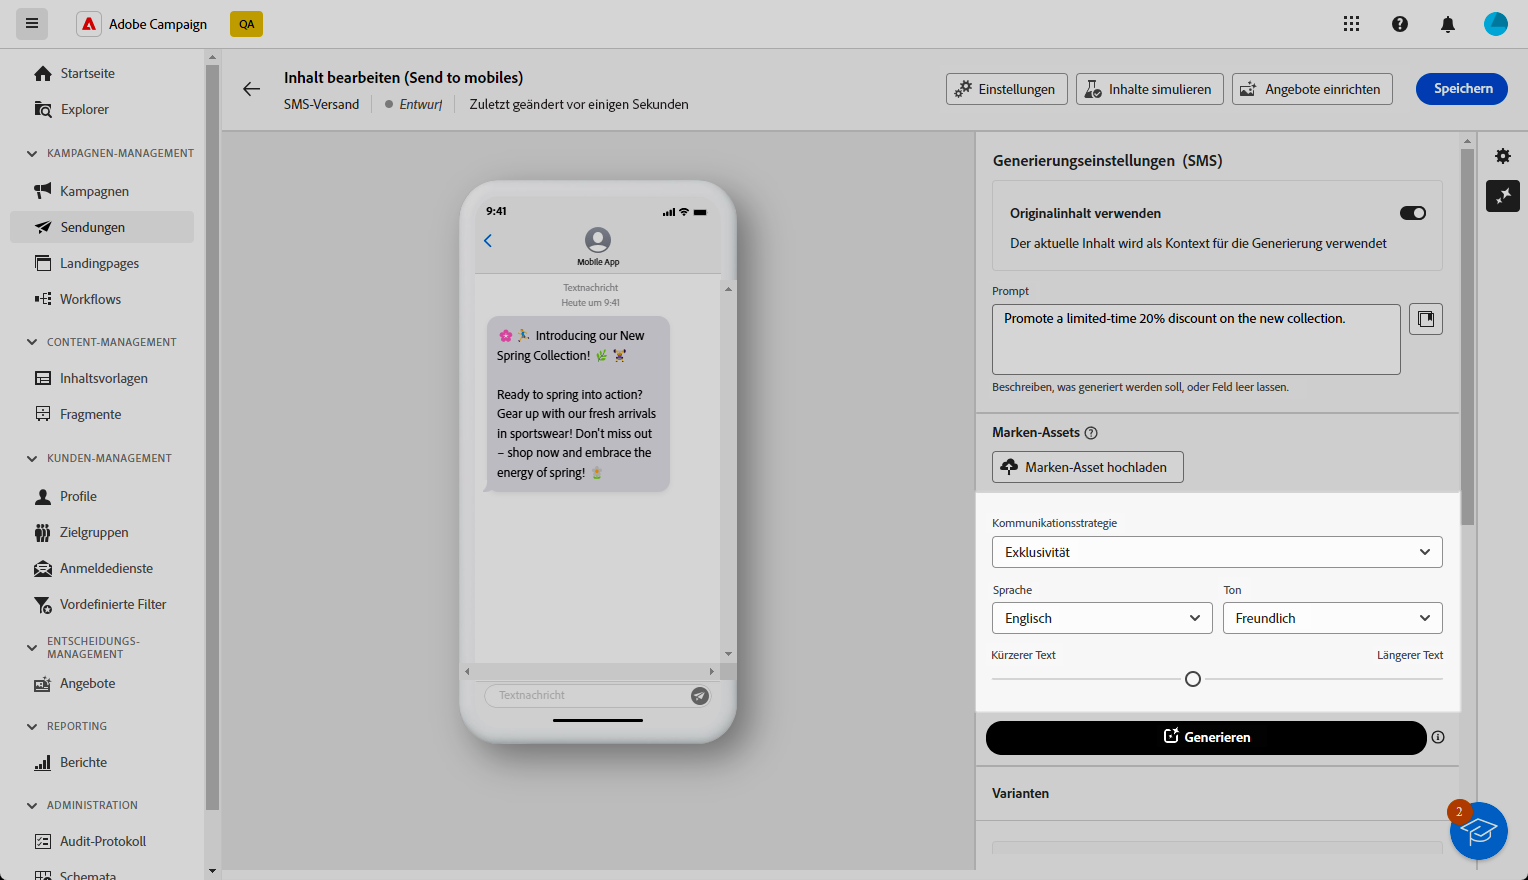 Adobe Campaign
QA
Startseite
Explorer
KAMPAGNEN-MANAGEMENT
Kampagnen
Sendungen
Landingpages
Workflows
CONTENT-MANAGEMENT
Inhaltsvorlagen
Fragmente
KUNDEN-MANAGEMENT
Profile
Zielgruppen
Anmeldedienste
Vordefinierte Filter
ENTSCHEIDUNGS-
MANAGEMENT
Angebote
REPORTING
Berichte
ADMINISTRATION
Audit-Protokoll
Schemata
Inhalt bearbeiten (Send to mobiles)
SMS-Versand
Entwurf
Zuletzt geändert vor einigen Sekunden
Einstellungen
Inhalte simulieren
Angebote einrichten
Speichern
9:41
Mobile App
Textnachricht
Heute um 9:41
🌸 🏃 Introducing our New
Spring Collection! 🌿 🏋️
Ready to spring into action?
Gear up with our fresh arrivals
in sportswear! Don't miss out
– shop now and embrace the
energy of spring!
Textnachricht
Generierungseinstellungen (SMS)
Originalinhalt verwenden
Der aktuelle Inhalt wird als Kontext für die Generierung verwendet
Prompt
Promote a limited-time 20% discount on the new collection.
Beschreiben, was generiert werden soll, oder Feld leer lassen.
Marken-Assets
Marken-Asset hochladen
Kommunikationsstrategie
Exklusivität
Sprache
Ton
Englisch
Freundlich
Kürzerer Text
Längerer Text
Generieren
Varianten
2